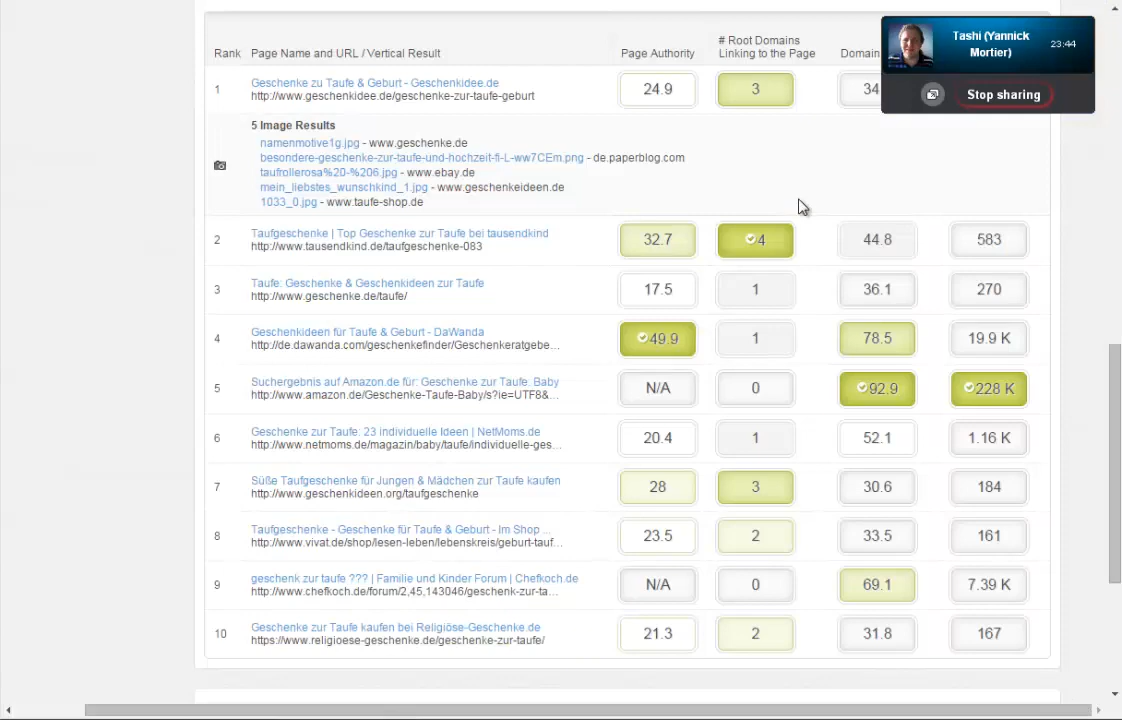 Tashi (Yannick
Mortier)
23:44
Stop sharing
Rank Page Name and URL / Vertical Result Page Authority # Root Domains
Linking to the Page Domain
1 Geschenke zu Taufe & Geburt - Geschenkidee.de
http://www.geschenkidee.de/geschenke-zur-taufe-geburt
24.9 3 34
5 Image Results
namenmotive1g.jpg - www.geschenke.de
besondere-geschenke-zur-taufe-und-hochzeit-fi-L-ww7CEm.png - de.paperblog.com
taufrollerosa%20-%206.jpg - www.ebay.de
mein_liebstes_wunschkind_1.jpg - www.geschenkeideen.de
1033_0.jpg - www.taufe-shop.de
2 Taufgeschenke | Top Geschenke zur Taufe bei tausendkind
http://www.tausendkind.de/taufgeschenke-083
32.7 4 44.8 583
3 Taufe: Geschenke & Geschenkideen zur Taufe
http://www.geschenke.de/taufe/
17.5 1 36.1 270
4 Geschenkideen für Taufe & Geburt - DaWanda
http://de.dawanda.com/geschenkefinder/Geschenkeratgebe...
49.9 1 78.5 19.9 K
5 Suchergebnis auf Amazon.de für: Geschenke zur Taufe: Baby
http://www.amazon.de/Geschenke-Taufe-Baby/s?ie=UTF8&...
N/A 0 92.9 228 K
6 Geschenke zur Taufe: 23 individuelle Ideen | NetMoms.de
http://www.netmoms.de/magazin/baby/taufe/individuelle-ges...
20.4 1 52.1 1.16 K
7 Süße Taufgeschenke für Jungen & Mädchen zur Taufe kaufen
http://www.geschenkideen.org/taufgeschenke
28 3 30.6 184
8 Taufgeschenke - Geschenke für Taufe & Geburt - Im Shop ...
http://www.vivat.de/shop/lesen-leben/lebenskreis/geburt-tauf...
23.5 2 33.5 161
9 geschenk zur taufe ??? | Familie und Kinder Forum | Chefkoch.de
http://www.chefkoch.de/forum/2,45,143046/geschenk-zur-ta...
N/A 0 69.1 7.39 K
10 Geschenke zur Taufe kaufen bei Religiöse-Geschenke.de
https://www.religioese-geschenke.de/geschenke-zur-taufe/
21.3 2 31.8 167